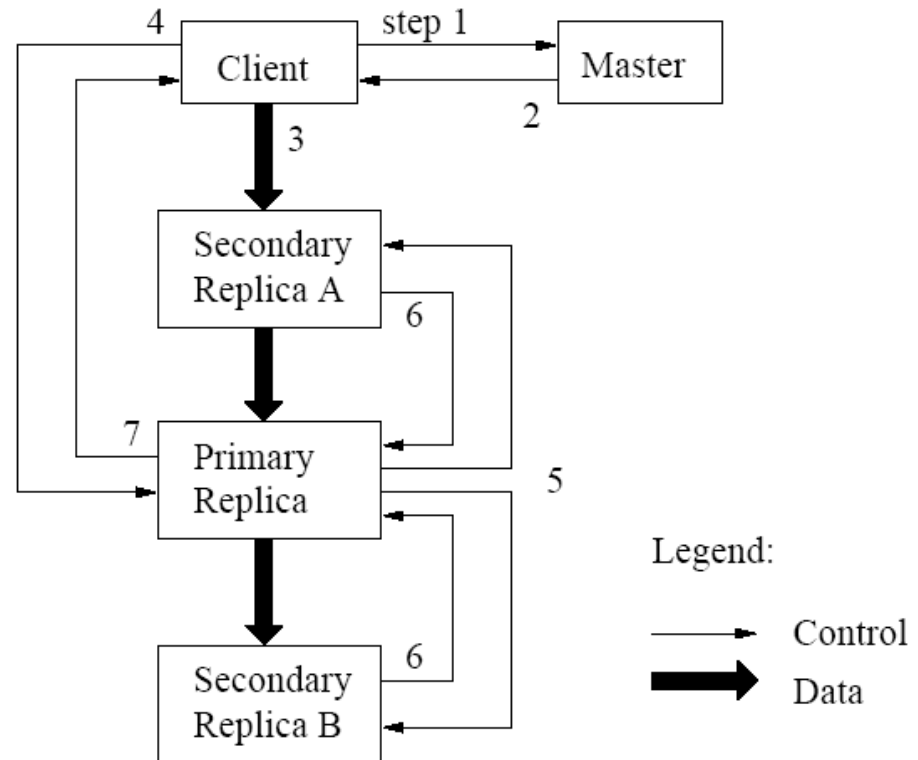 4
step 1
Client
Master
2
3
Secondary
Replica A
6
7
Primary
Replica
5
Legend:
Control
6
Secondary
Replica B
Data